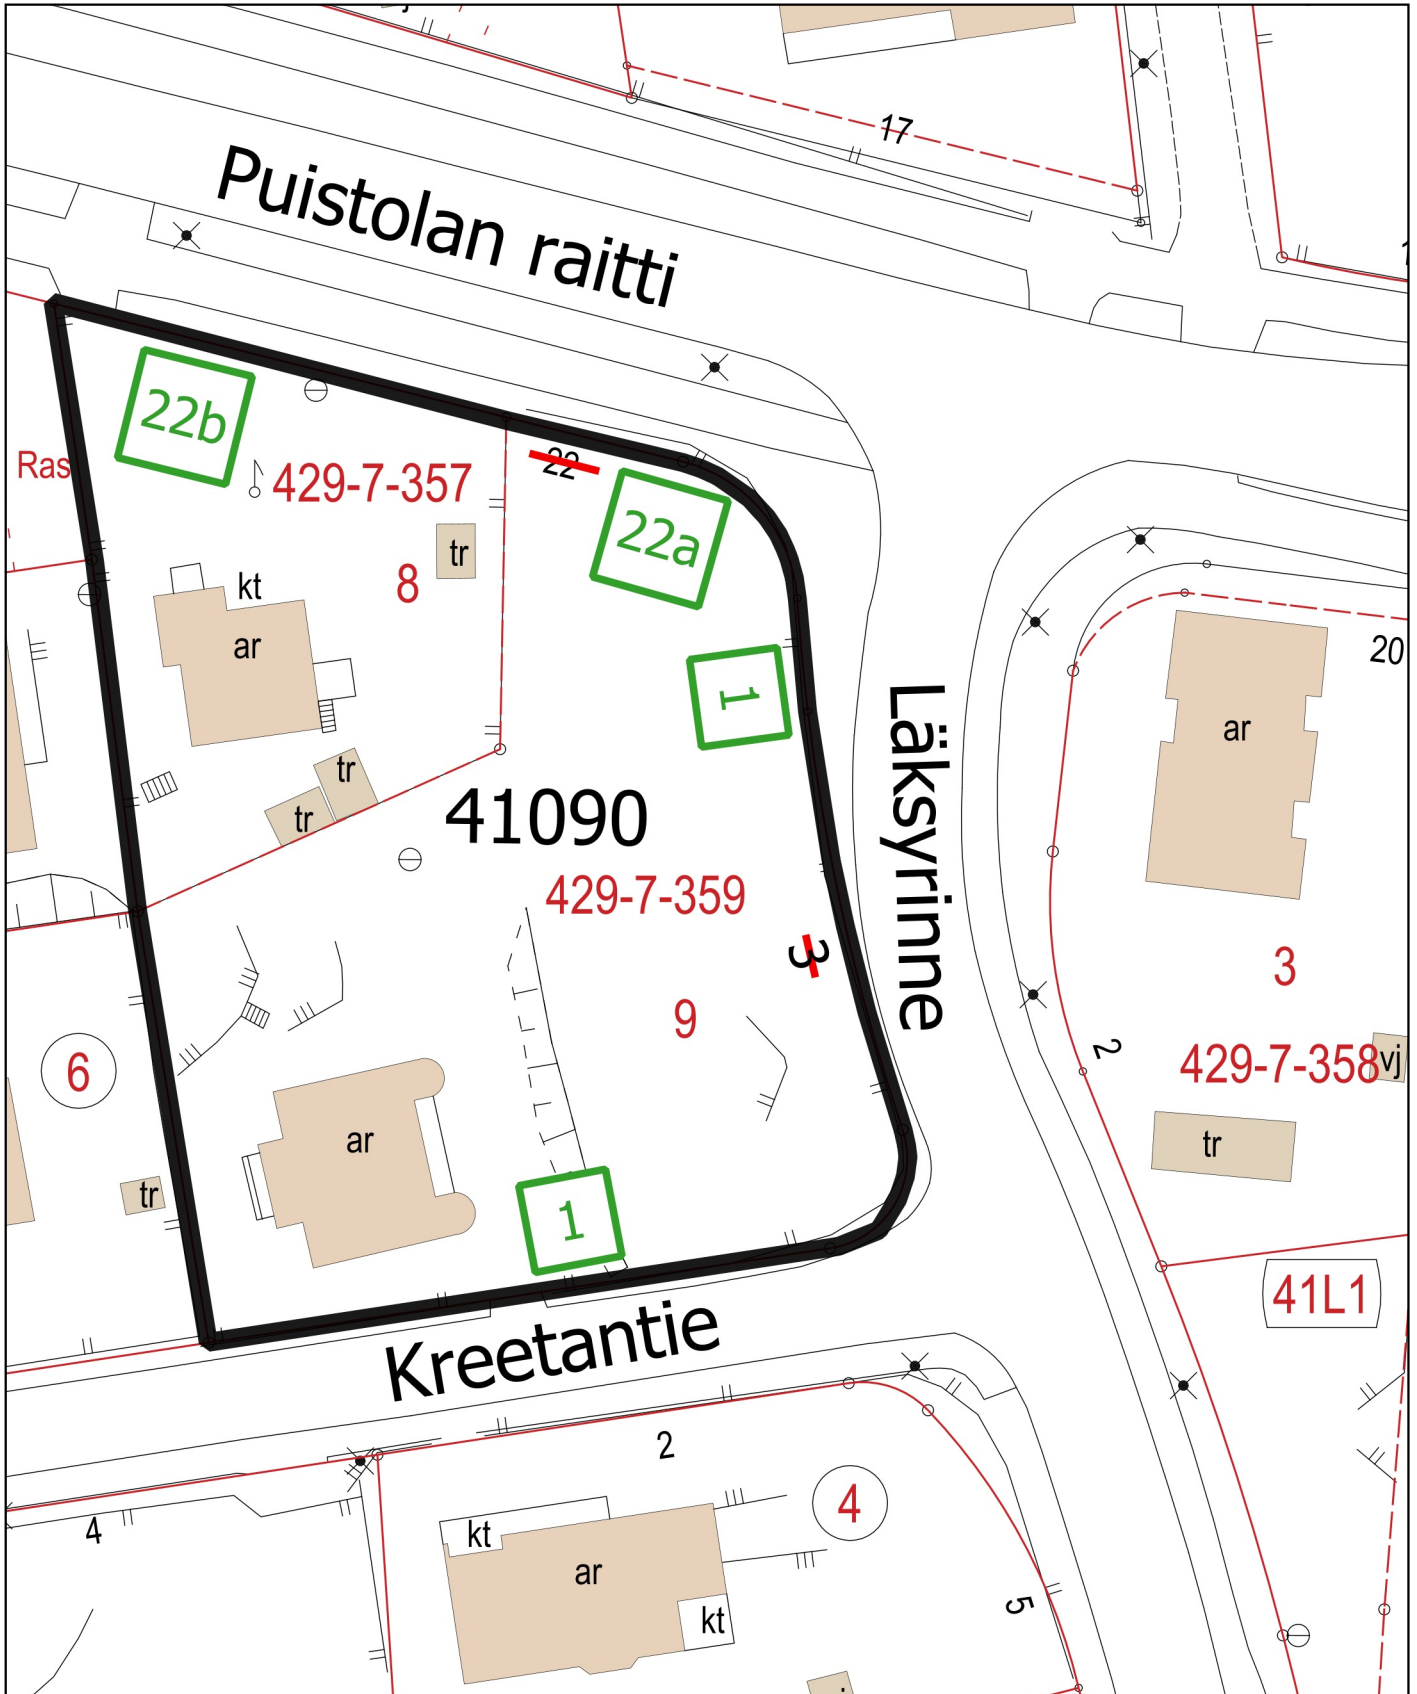 17
Puistolan raitti
22b
22
Ras
429-7-357
22a
tr
8
kt
ar
20
1
Läksyrinne
ar
tr
tr
41090
429-7-359
3
3
9
2
429-7-358
vj
6
ar
tr
tr
1
41L1
Kreetantie
2
4
4
kt
ar
5
kt